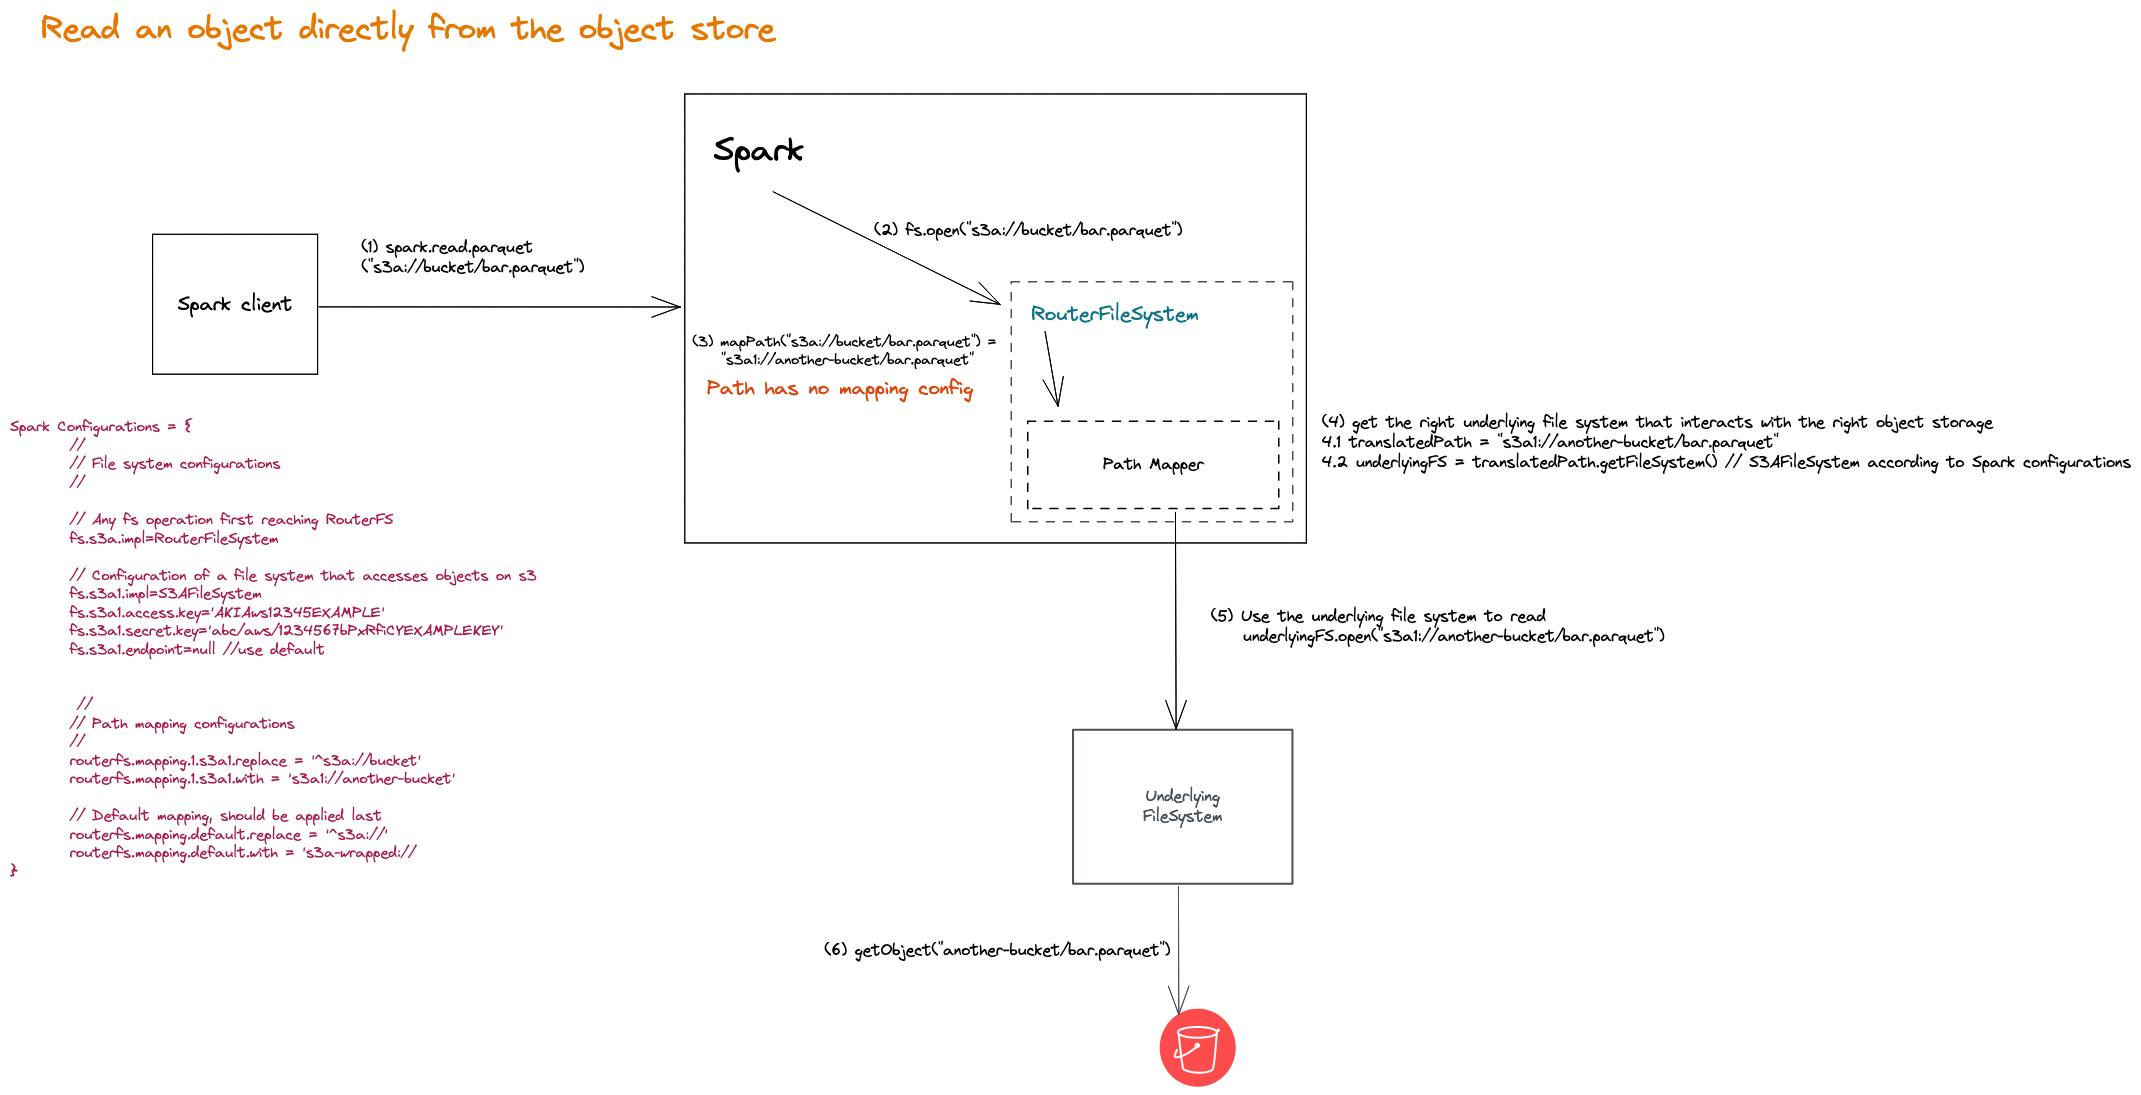 Read an object directly from the object store
Spark
(2) fs.open("s3a://bucket/bar.parquet")
(1) spark.read.parquet
("s3a://bucket/bar.parquet")
Spark client
RouterFileSystem
(3) mapPath("s3a://bucket/bar.parquet") =
"s3a1://another-bucket/bar.parquet"
Path has no mapping config
Path Mapper
(4) get the right underlying file system that interacts with the right object storage
4.1 translatedPath = "s3a1://another-bucket/bar.parquet"
4.2 underlyingFS = translatedPath.getFileSystem() // S3AFileSystem according to Spark configurations
Spark Configurations = {
//
// File system configurations
//
// Any fs operation first reaching RouterFS
fs.s3a.impl=RouterFileSystem
// Configuration of a file system that accesses objects on s3
fs.s3a1.impl=S3AFileSystem
fs.s3a1.access.key='AKIAws12345EXAMPLE'
fs.s3a1.secret.key='abc/aws/1234567bPxRfiCYEXAMPLEKEY'
fs.s3a1.endpoint=null //use default
//
// Path mapping configurations
//
routerfs.mapping.1.s3a1.replace = '^s3a://bucket'
routerfs.mapping.1.s3a1.with = 's3a1://another-bucket'
// Default mapping, should be applied last
routerfs.mapping.default.replace = '^s3a://'
routerfs.mapping.default.with = 's3a-wrapped://
}
(5) Use the underlying file system to read
underlyingFS.open("s3a1://another-bucket/bar.parquet")
Underlying
FileSystem
(6) getObject("another-bucket/bar.parquet")